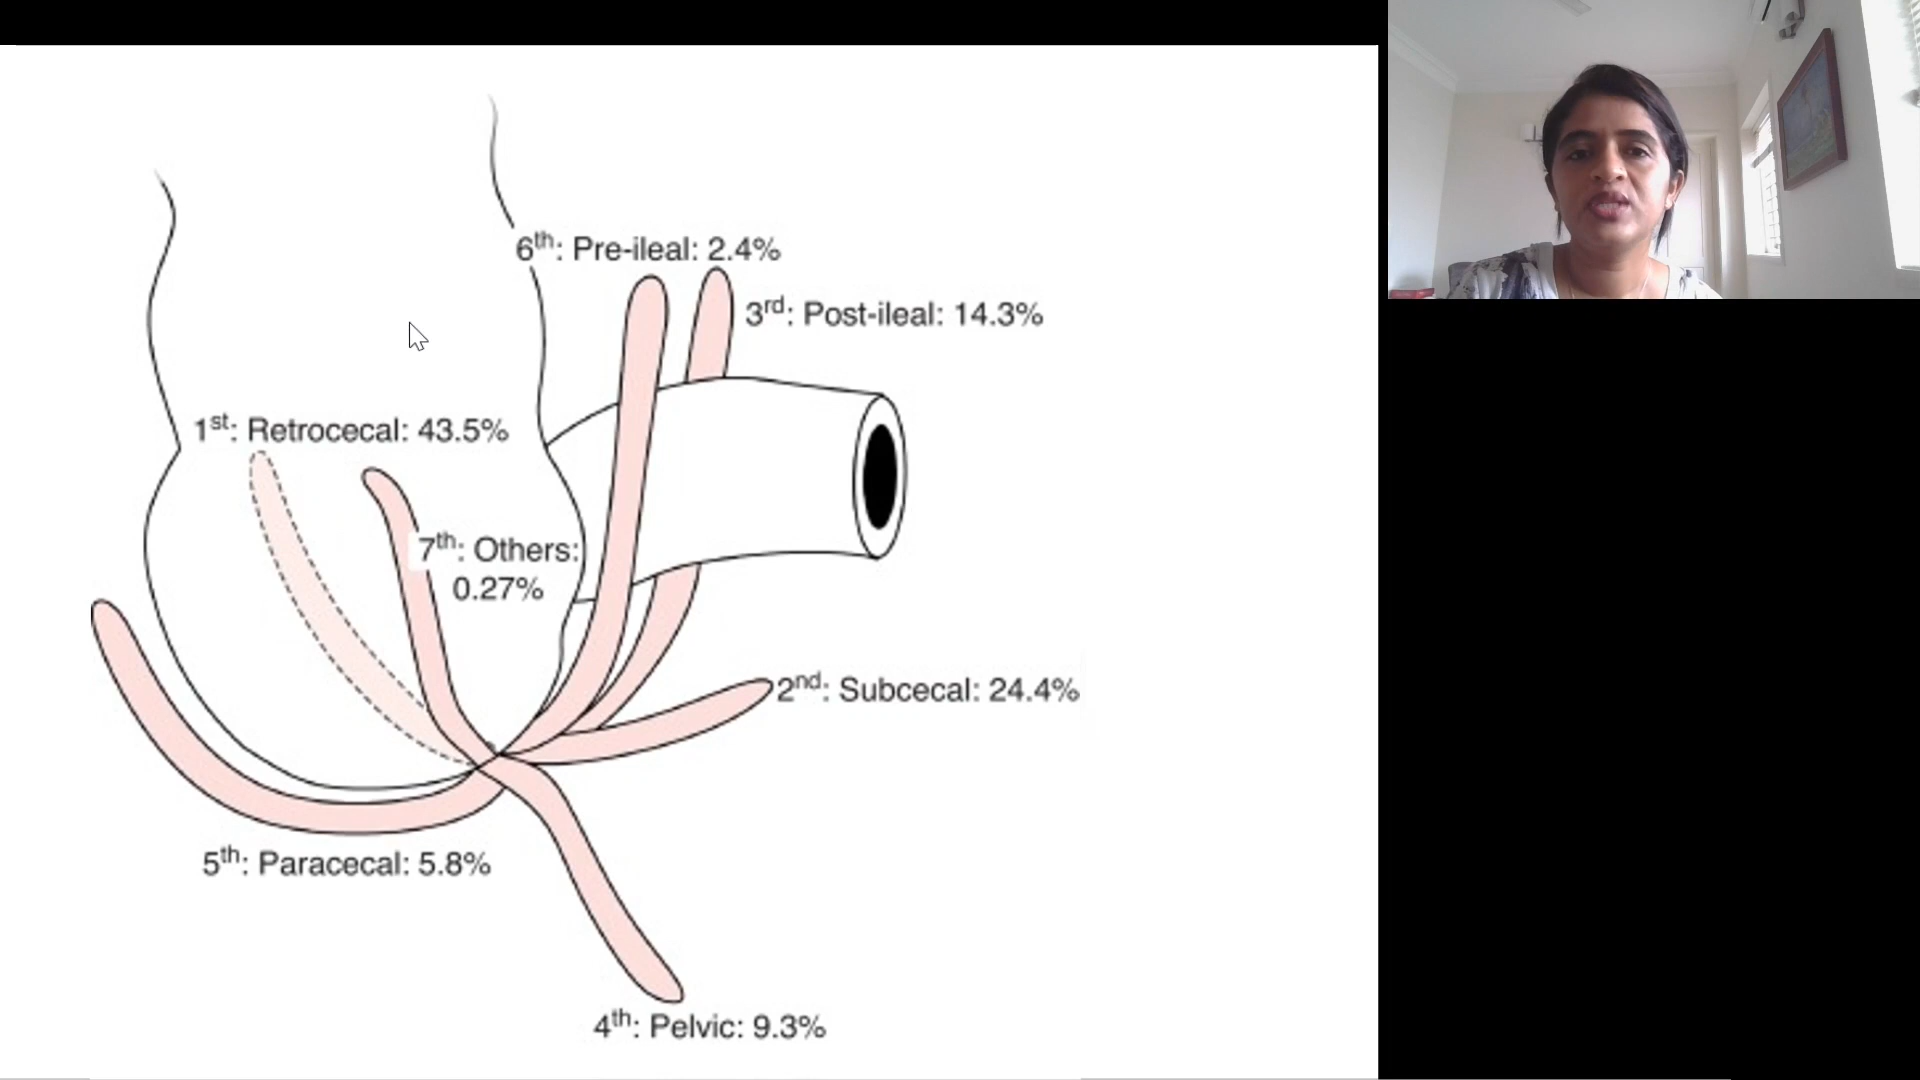 6th: Pre-ileal: 2.4%
3rd: Post-ileal: 14.3%
1st: Retrocecal: 43.5%
7th: Others:
0.27%
2nd: Subcecal: 24.4%
5th: Paracecal: 5.8%
4th: Pelvic: 9.3%